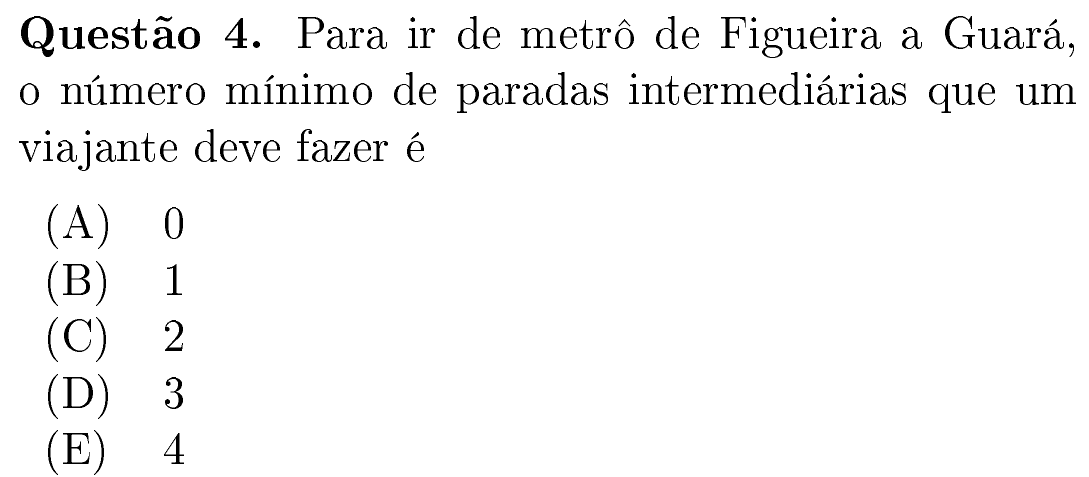 Questão 4. Para ir de metrô de Figueira a Guará,
o número mínimo de paradas intermediárias que um
viajante deve fazer é
(A) 0
(B) 1
(C) 2
(D) 3
(E) 4